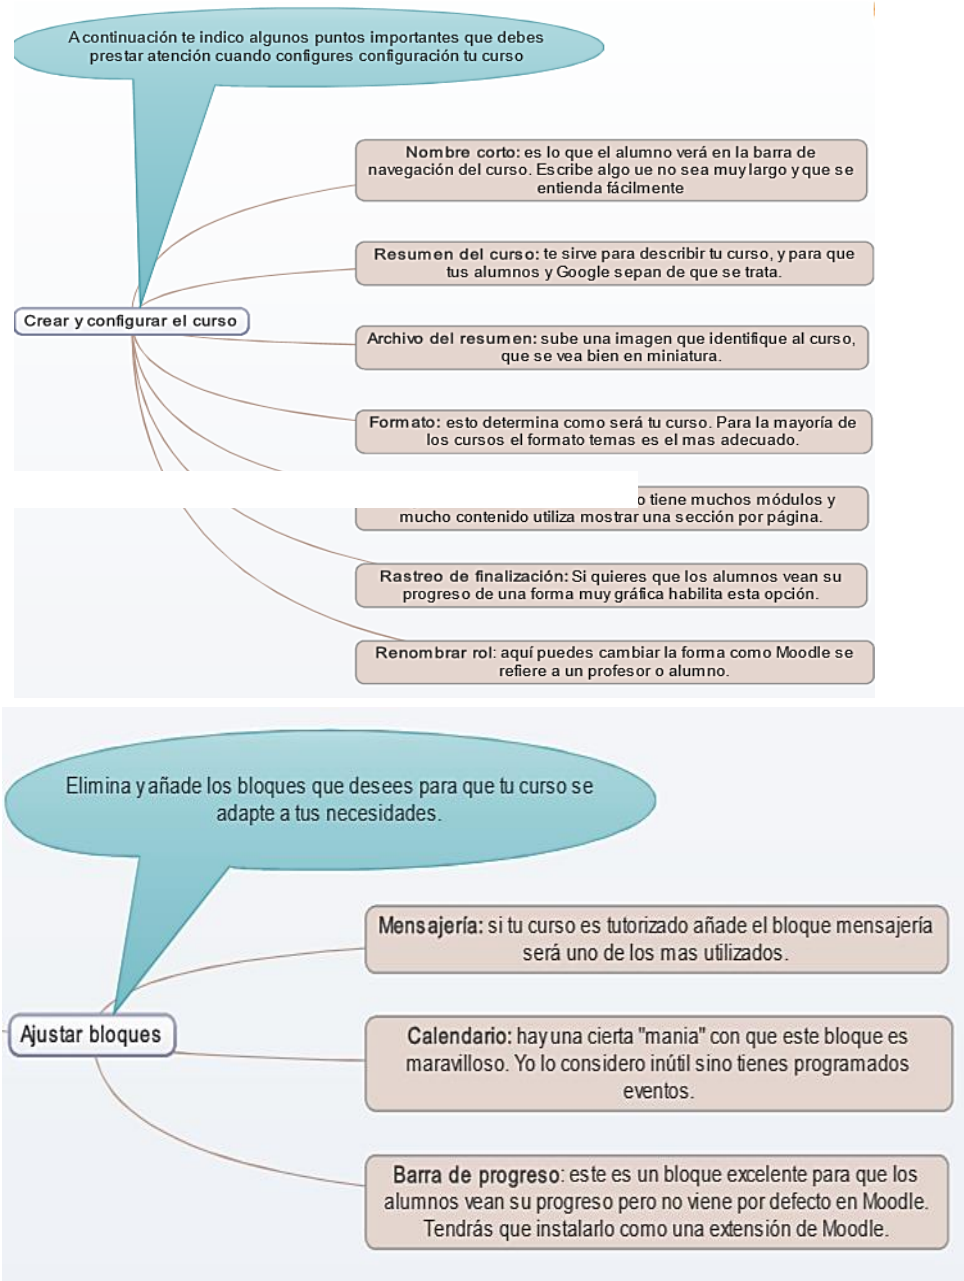 A continuación te indico algunos puntos importantes que debes
prestar atención cuando configures configuración tu curso
Nombre corto: es lo que el alumno verá en la barra de
navegación del curso. Escribe algo ue no sea muy largo y que se
entienda fácilmente
Resumen del curso: te sirve para describir tu curso, y para que
tus alumnos y Google sepan de que se trata.
Crear y configurar el curso
Archivo del resumen: sube una imagen que identifique al curso,
que se vea bien en miniatura.
Formato: esto determina como será tu curso. Para la mayoría de
los cursos el formato temas es el mas adecuado.
o tiene muchos módulos y
mucho contenido utiliza mostrar una sección por página.
Rastreo de finalización: Si quieres que los alumnos vean su
progreso de una forma muy gráfica habilita esta opción.
Renombrar rol: aquí puedes cambiar la forma como Moodle se
refiere a un profesor o alumno.
Elimina y añade los bloques que desees para que tu curso se
adapte a tus necesidades.
Mensajería: si tu curso es tutorizado añade el bloque mensajería
será uno de los mas utilizados.
Ajustar bloques
Calendario: hay una cierta "mania" con que este bloque es
maravilloso. Yo lo considero inútil sino tienes programados
eventos.
Barra de progreso: este es un bloque excelente para que los
alumnos vean su progreso pero no viene por defecto en Moodle.
Tendrás que instalarlo como una extensión de Moodle.